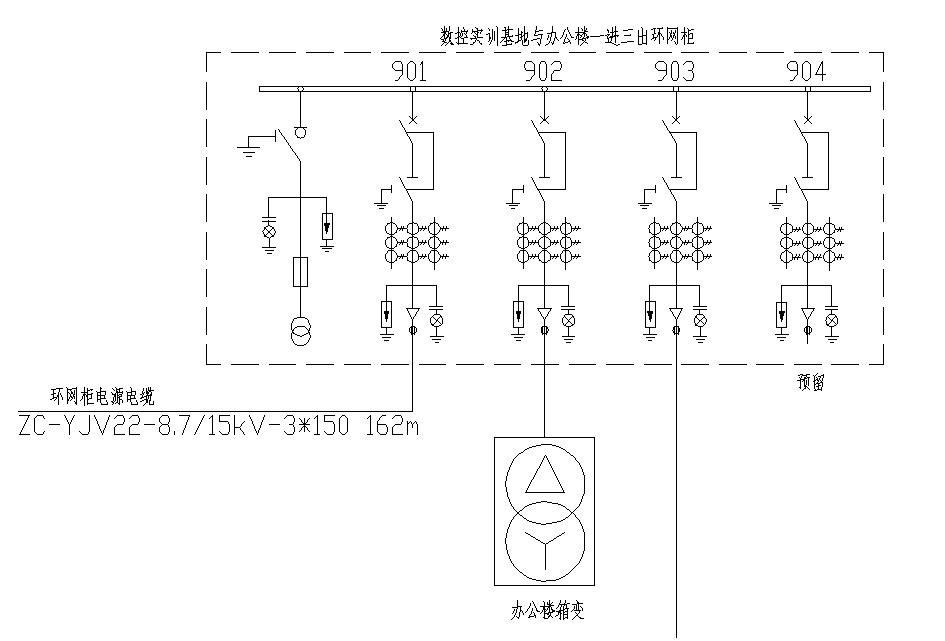 数控实训基地与办公楼一进三出环网柜
901 902 903 904
预留
环网柜电源电缆
ZC-YJV22-8.7/15kV-3*150 162m
办公楼箱变